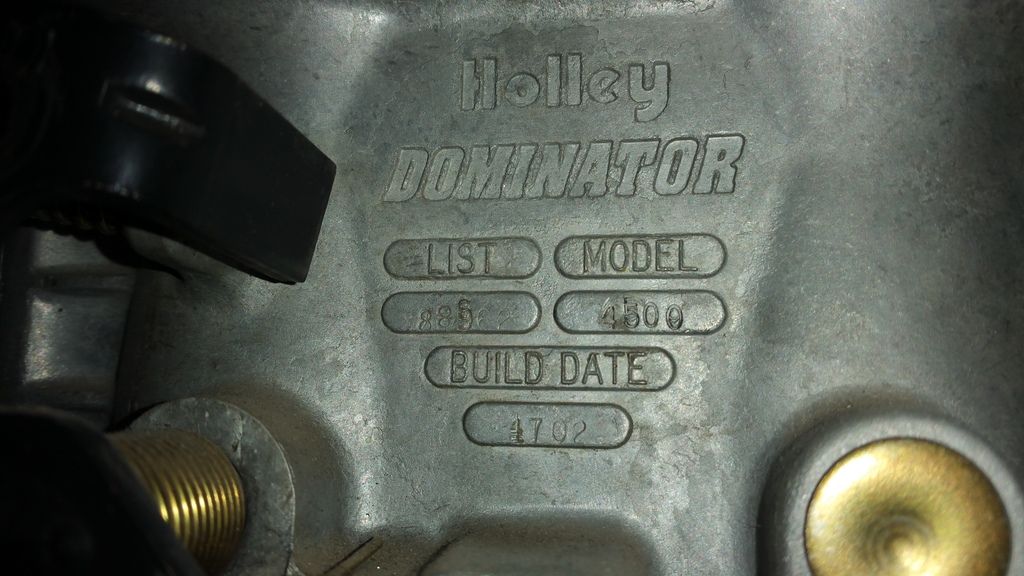 Holley
DOMINATOR
LIST MODEL
4500
BUILD DATE
4702